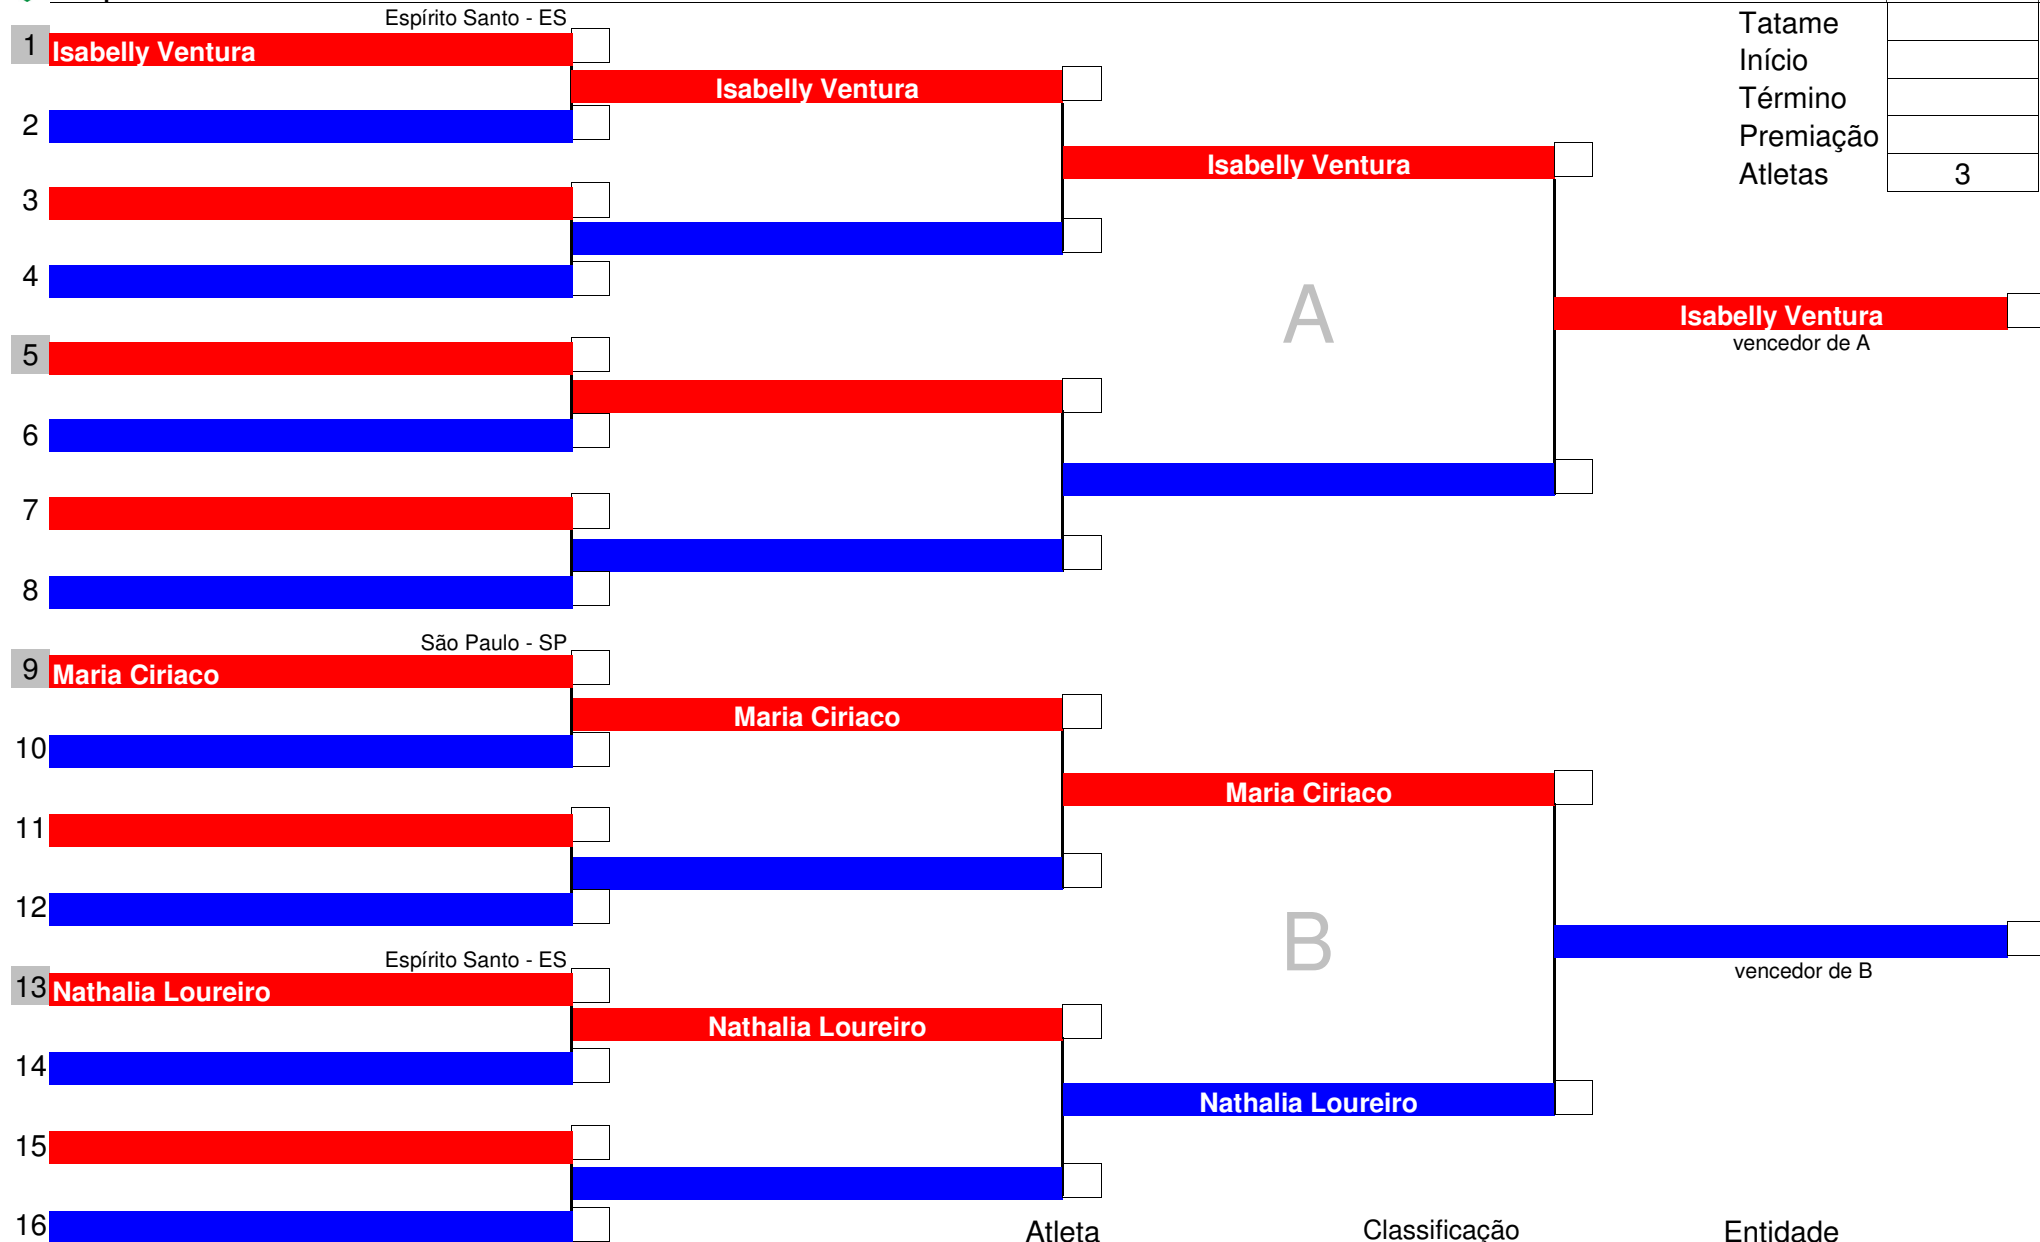 Espírito Santo - ES
Tatame
1 Isabelly Ventura
Início
Isabelly Ventura
Término
2
Premiação
Isabelly Ventura
Atletas 3
3
4
A
Isabelly Ventura
vencedor de A
5
6
7
8
São Paulo - SP
9 Maria Ciriaco
Maria Ciriaco
10
Maria Ciriaco
11
12
B
Espírito Santo - ES
vencedor de B
13 Nathalia Loureiro
Nathalia Loureiro
14
Nathalia Loureiro
15
16
Atleta Classificação Entidade